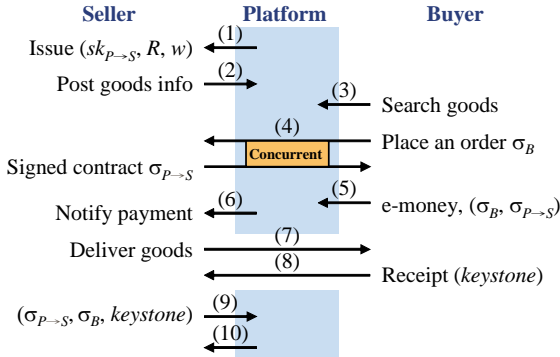 Seller Platform Buyer
(1)
Issue (sk_{P→S}, R, w)
(2)
Post goods info
(3)
Search goods
(4)
Place an order σ_B
Concurrent
Signed contract σ_{P→S}
(5)
e-money, (σ_B, σ_{P→S})
(6)
Notify payment
(7)
Deliver goods
(8)
Receipt (keystone)
(9)
(σ_{P→S}, σ_B, keystone)
(10)